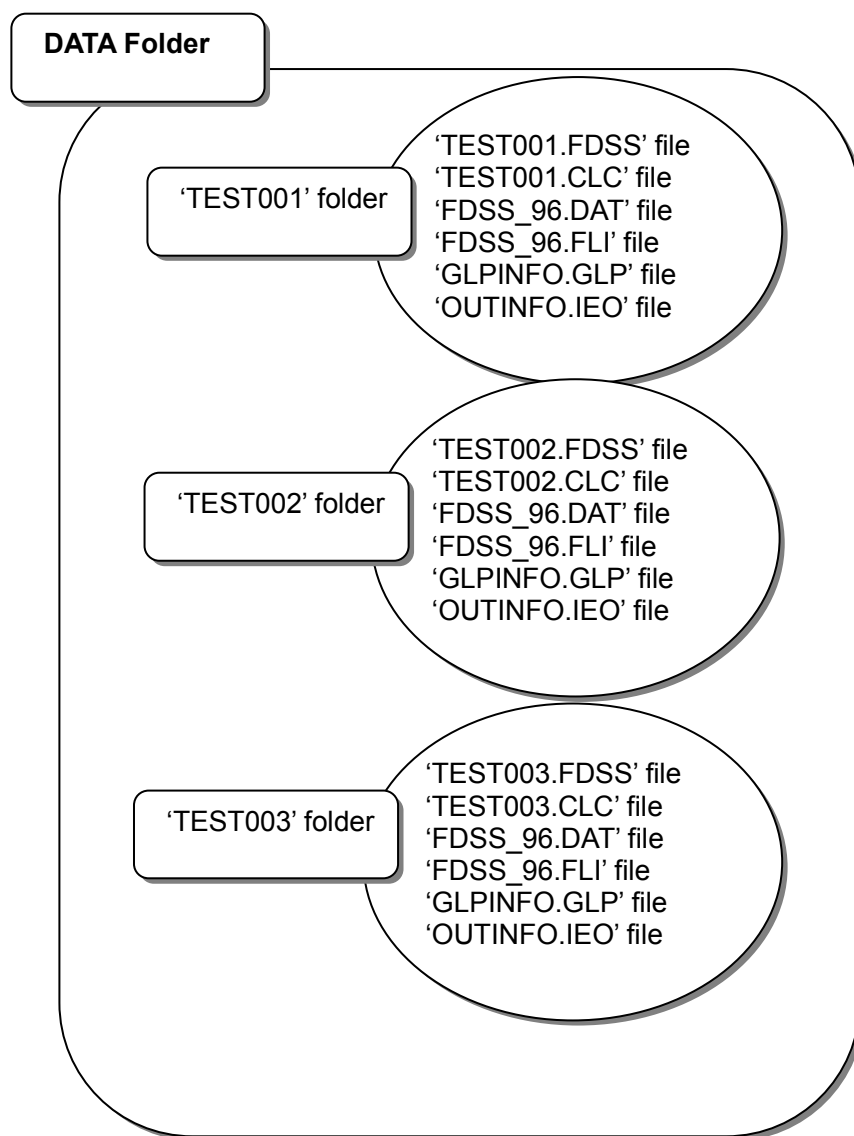 DATA Folder
‘TEST001’ folder
‘TEST001.FDSS’ file
‘TEST001.CLC’ file
‘FDSS_96.DAT’ file
‘FDSS_96.FLI’ file
‘GLPINFO.GLP’ file
‘OUTINFO.IEO’ file
‘TEST002’ folder
‘TEST002.FDSS’ file
‘TEST002.CLC’ file
‘FDSS_96.DAT’ file
‘FDSS_96.FLI’ file
‘GLPINFO.GLP’ file
‘OUTINFO.IEO’ file
‘TEST003’ folder
‘TEST003.FDSS’ file
‘TEST003.CLC’ file
‘FDSS_96.DAT’ file
‘FDSS_96.FLI’ file
‘GLPINFO.GLP’ file
‘OUTINFO.IEO’ file